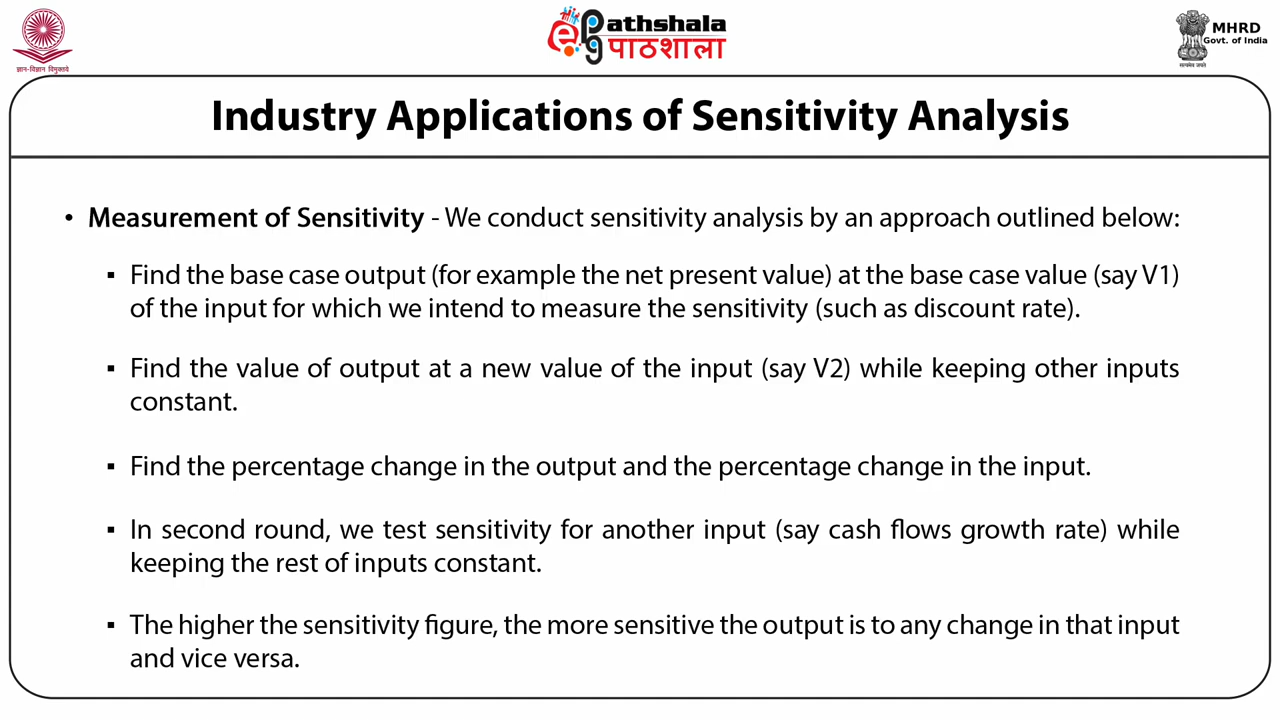 ज्ञान-विज्ञान विमुक्तये
ePg athshala
पाठशाला
MHRD
Govt. of India
सत्यमेव जयते
Industry Applications of Sensitivity Analysis
• Measurement of Sensitivity - We conduct sensitivity analysis by an approach outlined below:
▪ Find the base case output (for example the net present value) at the base case value (say V1)
of the input for which we intend to measure the sensitivity (such as discount rate).
▪ Find the value of output at a new value of the input (say V2) while keeping other inputs
constant.
▪ Find the percentage change in the output and the percentage change in the input.
▪ In second round, we test sensitivity for another input (say cash flows growth rate) while
keeping the rest of inputs constant.
▪ The higher the sensitivity figure, the more sensitive the output is to any change in that input
and vice versa.